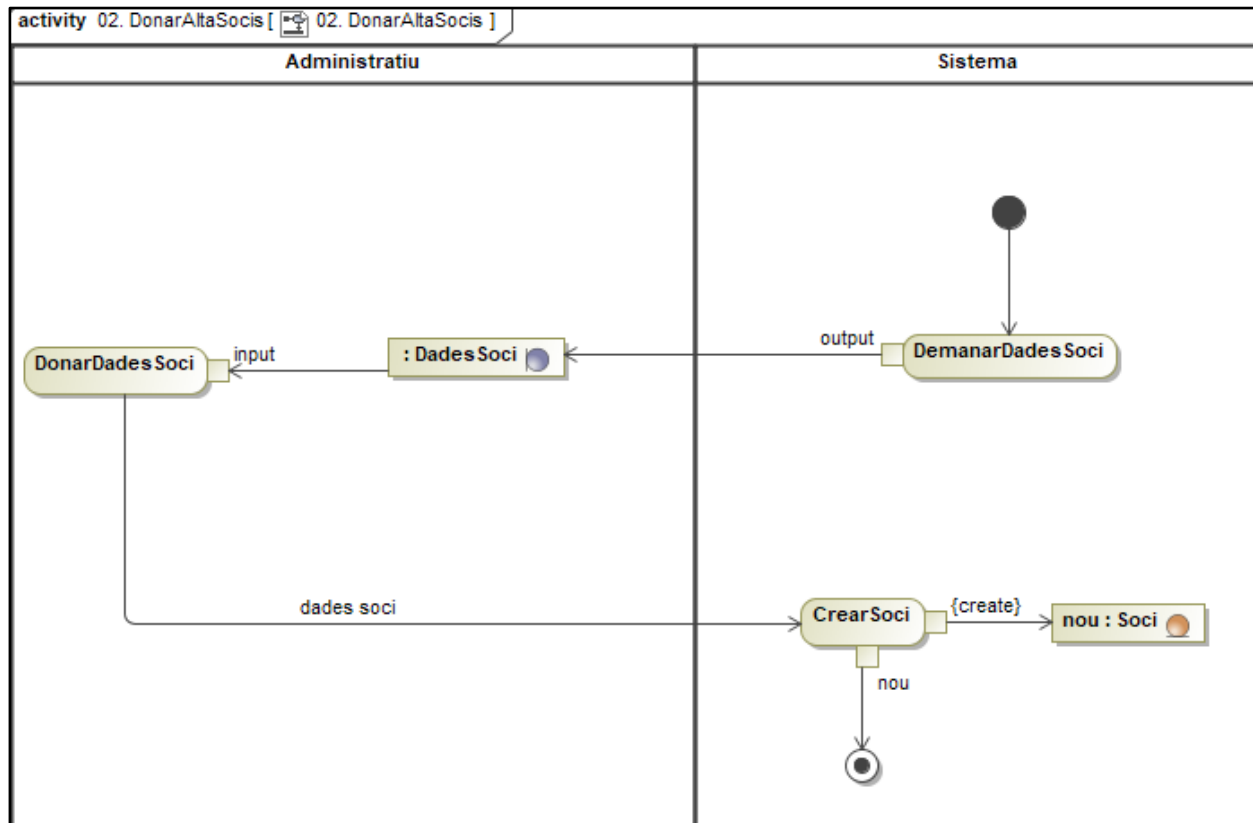 activity 02. DonarAltaSocis [ 02. DonarAltaSocis ]
Administratiu
Sistema
output
DemanarDadesSoci
: DadesSoci
input
DonarDadesSoci
dades soci
CrearSoci
{create}
nou : Soci
nou